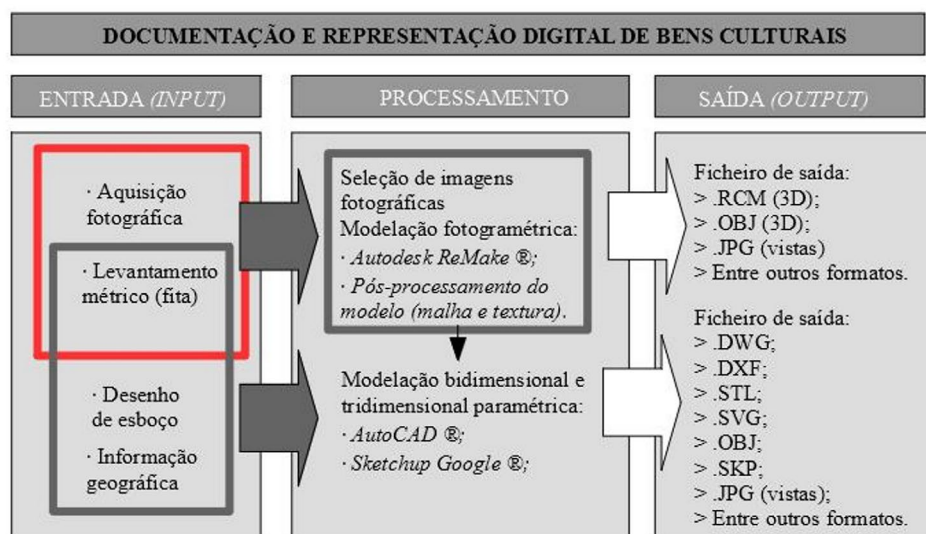 DOCUMENTAÇÃO E REPRESENTAÇÃO DIGITAL DE BENS CULTURAIS
ENTRADA (INPUT)
· Aquisição
fotográfica
· Levantamento
métrico (fita)
· Desenho
de esboço
· Informação
geográfica
PROCESSAMENTO
Seleção de imagens
fotográficas
Modelação fotogramétrica:
· Autodesk ReMake ®;
· Pós-processamento do
modelo (malha e textura).
Modelação bidimensional e
tridimensional paramétrica:
· AutoCAD ®;
· Sketchup Google ®;
SAÍDA (OUTPUT)
Ficheiro de saída:
> .RCM (3D);
> .OBJ (3D);
> .JPG (vistas)
> Entre outros formatos.
Ficheiro de saída:
> .DWG;
> .DXF;
> .STL;
> .SVG;
> .OBJ;
> .SKP;
> .JPG (vistas);
> Entre outros formatos.